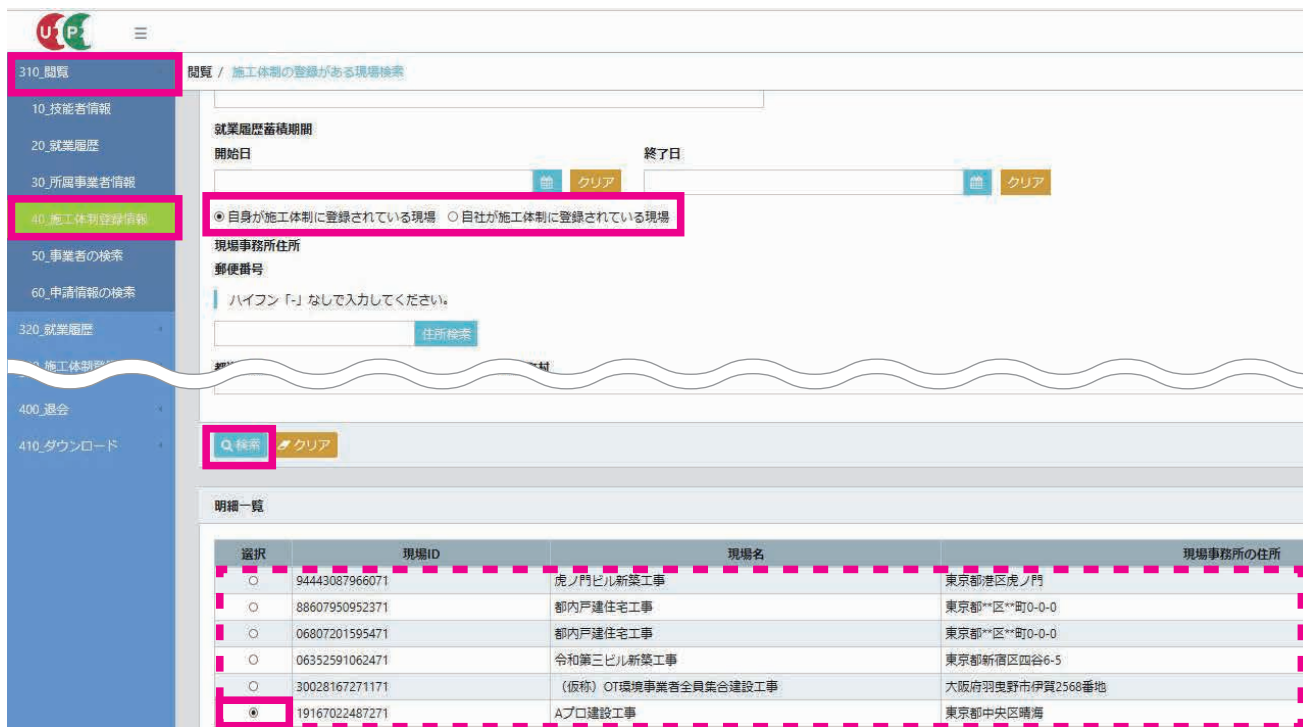 U P
310_閲覧
閲覧 / 施工体制の登録がある現場検索
10_技能者情報
20_就業履歴
30_所属事業者情報
40_施工体制登録情報
50_事業者の検索
60_申請情報の検索
320_就業履歴
400_退会
410_ダウンロード
就業履歴蓄積期間
開始日 終了日
クリア クリア
自身が施工体制に登録されている現場 自社が施工体制に登録されている現場
現場事務所住所
郵便番号
ハイフン「-」なしで入力してください。
住所検索
検索 クリア
明細一覧
選択 現場ID 現場名 現場事務所の住所
94443087966071 虎ノ門ビル新築工事 東京都港区虎ノ門
88607950952371 都内戸建住宅工事 東京都**区**町0-0-0
06807201595471 都内戸建住宅工事 東京都**区**町0-0-0
06352591062471 令和第三ビル新築工事 東京都新宿区四谷6-5
30028167271171 （仮称）OT環境事業者全員集合建設工事 大阪府羽曳野市伊賀2568番地
19167022487271 Aプロ建設工事 東京都中央区晴海